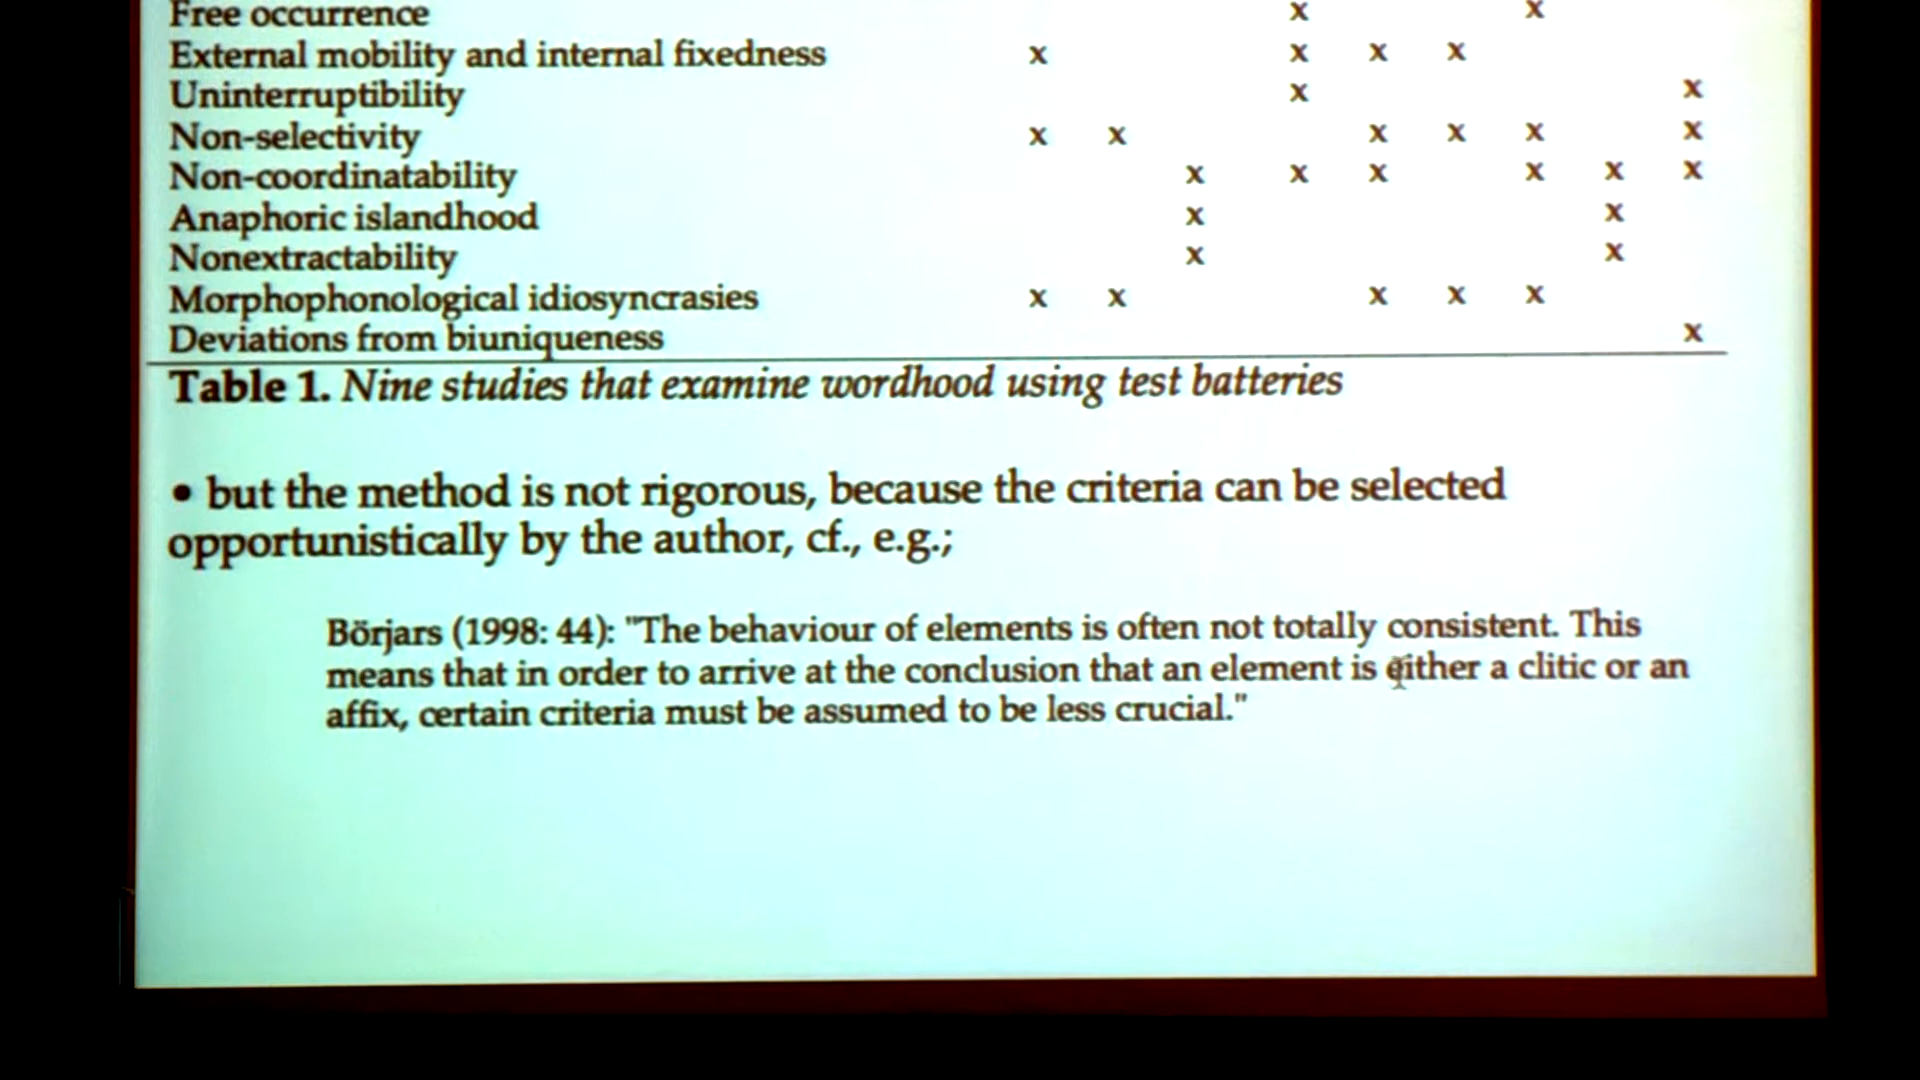 Free occurrence x x
External mobility and internal fixedness x x x x
Uninterruptibility x x
Non-selectivity x x x x x x
Non-coordinatability x x x x x x
Anaphoric islandhood x x
Nonextractability x x
Morphophonological idiosyncrasies x x x x x
Deviations from biuniqueness x
Table 1. Nine studies that examine wordhood using test batteries
• but the method is not rigorous, because the criteria can be selected
opportunistically by the author, cf., e.g.;
Börjars (1998: 44): "The behaviour of elements is often not totally consistent. This
means that in order to arrive at the conclusion that an element is either a clitic or an
affix, certain criteria must be assumed to be less crucial."